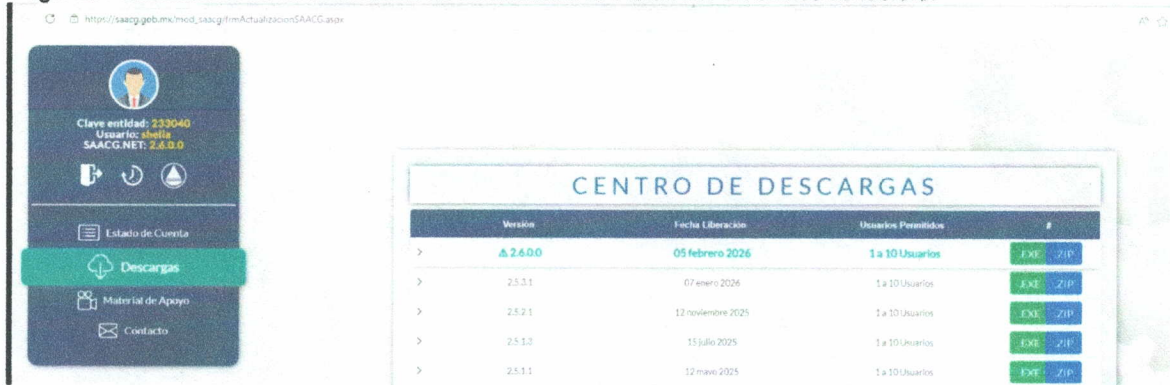 https://saacg.gob.mx/mod_saacg/frmActualizacionSAACG.aspx
Clave entidad: 233040
Usuario: sheila
SAACG.NET: 2.6.0.0
Estado de Cuenta
Descargas
Material de Apoyo
Contacto
CENTRO DE DESCARGAS
Versión Fecha Liberación Usuarios Permitidos #
2.6.0.0 05 febrero 2026 1 a 10 Usuarios .EXE .ZIP
2.5.3.1 07 enero 2026 1 a 10 Usuarios .EXE .ZIP
2.5.2.1 12 noviembre 2025 1 a 10 Usuarios .EXE .ZIP
2.5.1.3 15 julio 2025 1 a 10 Usuarios .EXE .ZIP
2.5.1.1 12 mayo 2025 1 a 10 Usuarios .EXE .ZIP